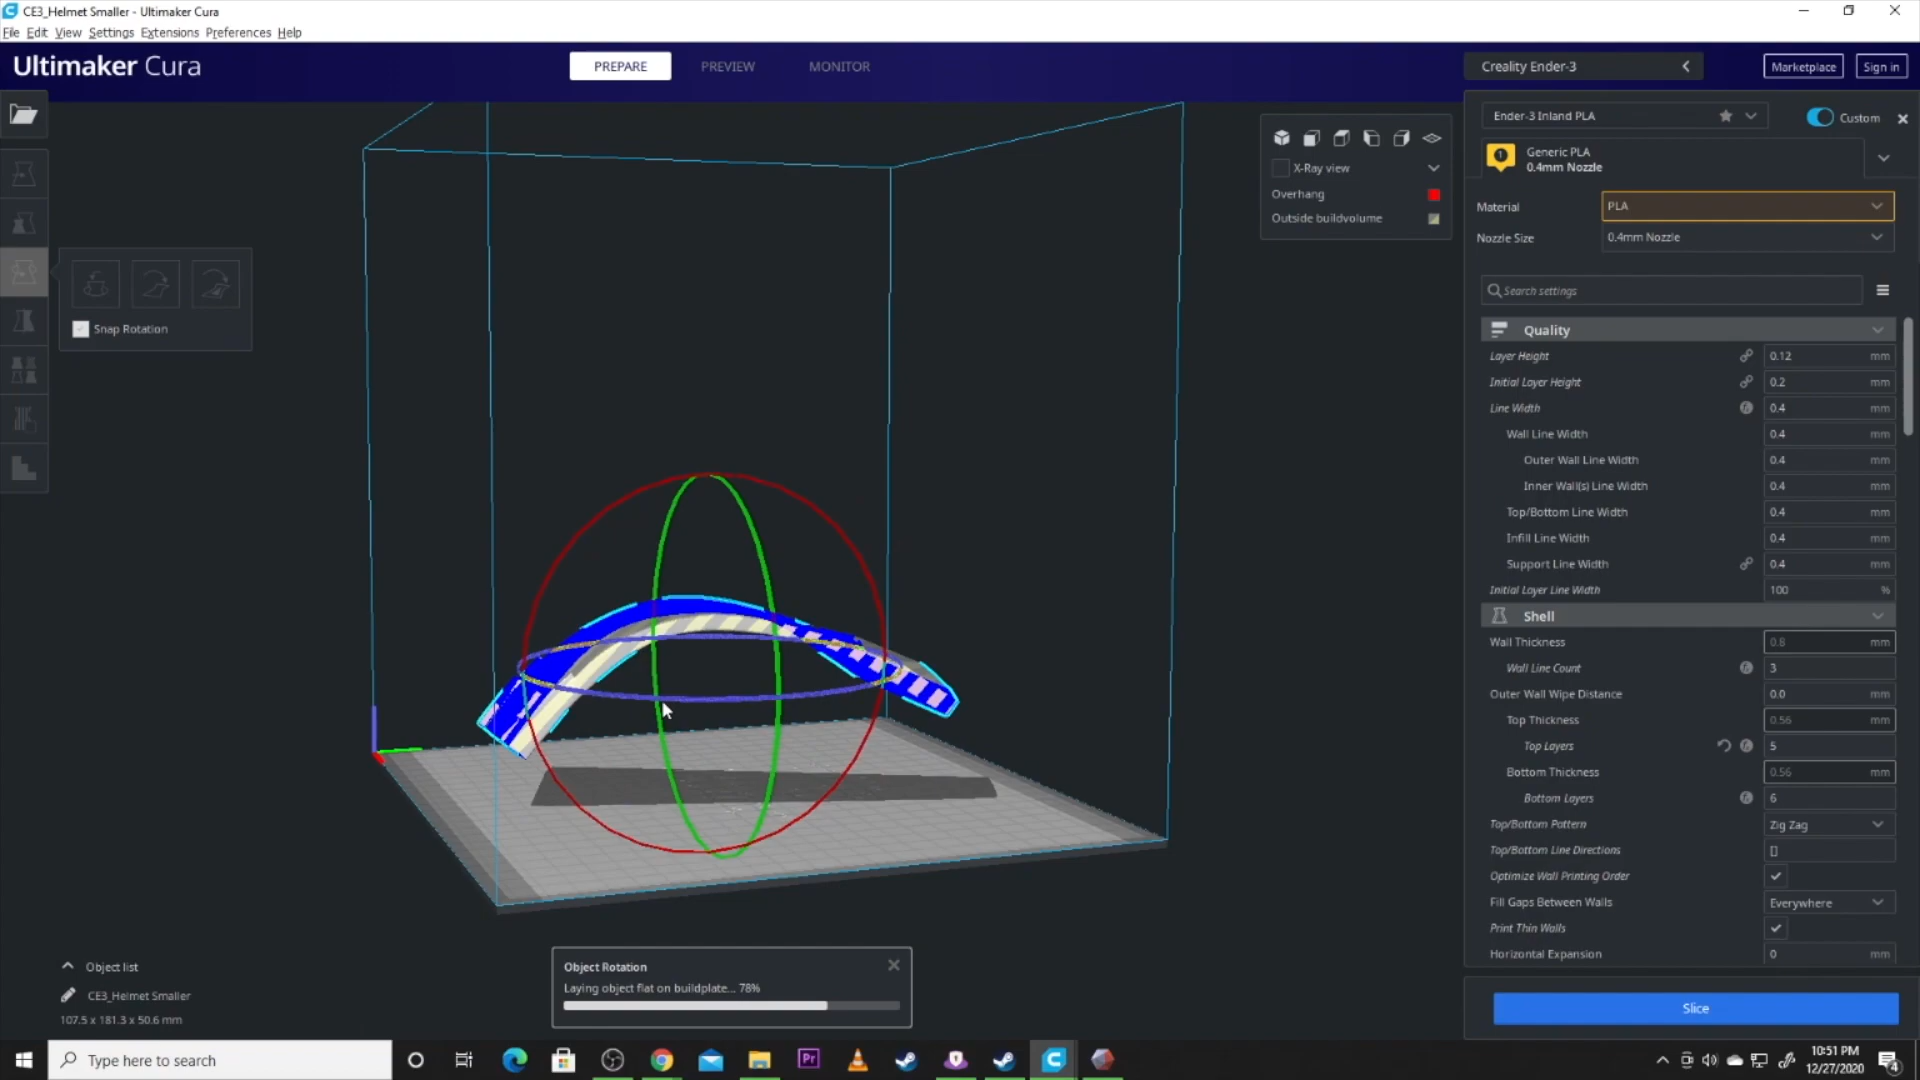 CE3_Helmet Smaller - Ultimaker Cura
File Edit View Settings Extensions Preferences Help
Ultimaker Cura
PREPARE
PREVIEW
MONITOR
Creality Ender-3
Marketplace
Sign in
Ender-3 Inland PLA
Custom
Generic PLA
0.4mm Nozzle
Material
PLA
Nozzle Size
0.4mm Nozzle
X-Ray view
Overhang
Outside buildvolume
Snap Rotation
Search settings
Quality
Layer Height 0.12 mm
Initial Layer Height 0.2 mm
Line Width 0.4 mm
Wall Line Width 0.4 mm
Outer Wall Line Width 0.4 mm
Inner Wall(s) Line Width 0.4 mm
Top/Bottom Line Width 0.4 mm
Infill Line Width 0.4 mm
Support Line Width 0.4 mm
Initial Layer Line Width 100 %
Shell
Wall Thickness 0.8 mm
Wall Line Count 3
Outer Wall Wipe Distance 0.0 mm
Top Thickness 0.56 mm
Top Layers 5
Bottom Thickness 0.56 mm
Bottom Layers 6
Top/Bottom Pattern Zig Zag
Top/Bottom Line Directions []
Optimize Wall Printing Order
Fill Gaps Between Walls Everywhere
Print Thin Walls
Horizontal Expansion 0 mm
Slice
Object list
CE3_Helmet Smaller
107.5 x 181.3 x 50.6 mm
Object Rotation
Laying object flat on buildplate... 78%
Type here to search
Pr
10:51 PM
12/27/2020
4